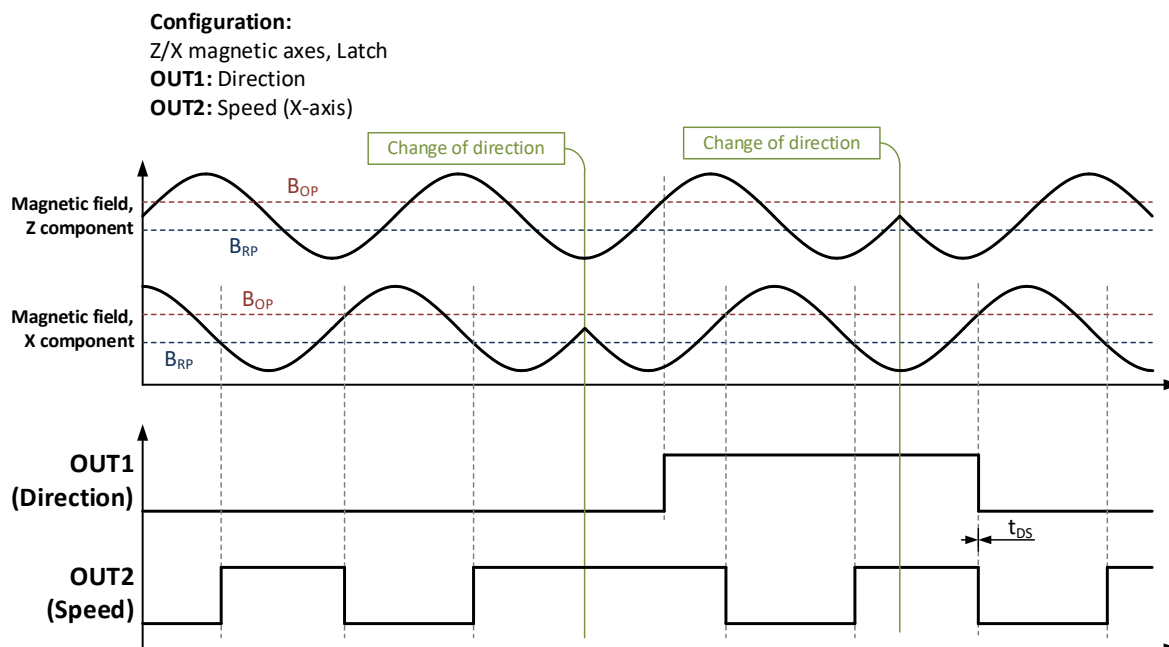 Configuration:
Z/X magnetic axes, Latch
OUT1: Direction
OUT2: Speed (X-axis)
Change of direction
Change of direction
Magnetic field,
Z component
BOP
BRP
Magnetic field,
X component
BOP
BRP
OUT1
(Direction)
tDS
OUT2
(Speed)